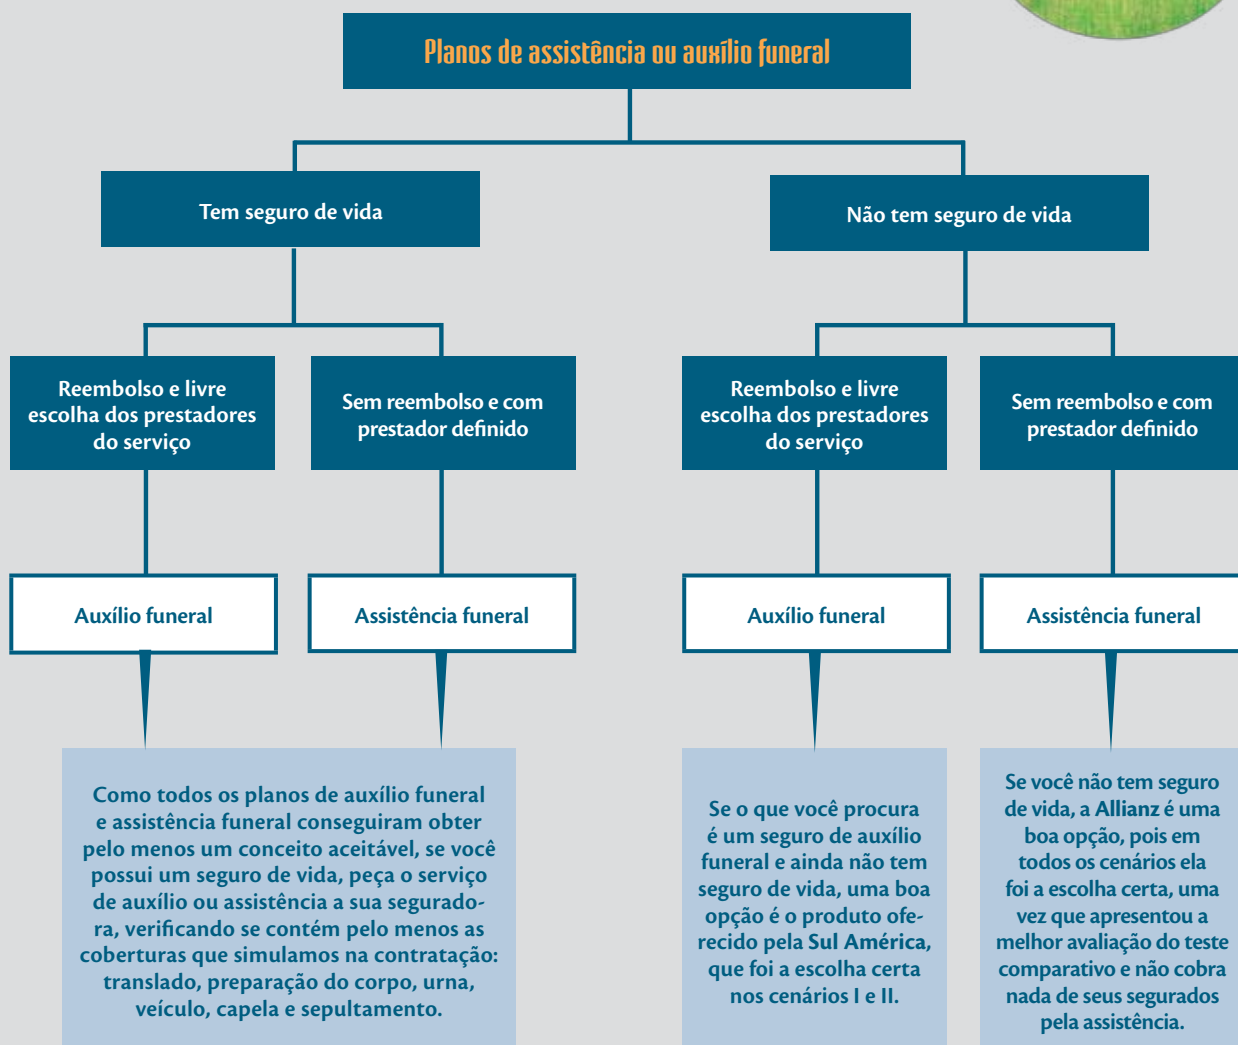 Planos de assistência ou auxílio funeral
Tem seguro de vida
Não tem seguro de vida
Reembolso e livre
escolha dos prestadores
do serviço
Sem reembolso e com
prestador definido
Reembolso e livre
escolha dos prestadores
do serviço
Sem reembolso e com
prestador definido
Auxílio funeral
Assistência funeral
Auxílio funeral
Assistência funeral
Como todos os planos de auxílio funeral
e assistência funeral conseguiram obter
pelo menos um conceito aceitável, se você
possui um seguro de vida, peça o serviço
de auxílio ou assistência a sua segurado-
ra, verificando se contém pelo menos as
coberturas que simulamos na contratação:
translado, preparação do corpo, urna,
veículo, capela e sepultamento.
Se o que você procura
é um seguro de auxílio
funeral e ainda não tem
seguro de vida, uma boa
opção é o produto ofe-
recido pela Sul América,
que foi a escolha certa
nos cenários I e II.
Se você não tem seguro
de vida, a Allianz é uma
boa opção, pois em
todos os cenários ela
foi a escolha certa, uma
vez que apresentou a
melhor avaliação do teste
comparativo e não cobra
nada de seus segurados
pela assistência.